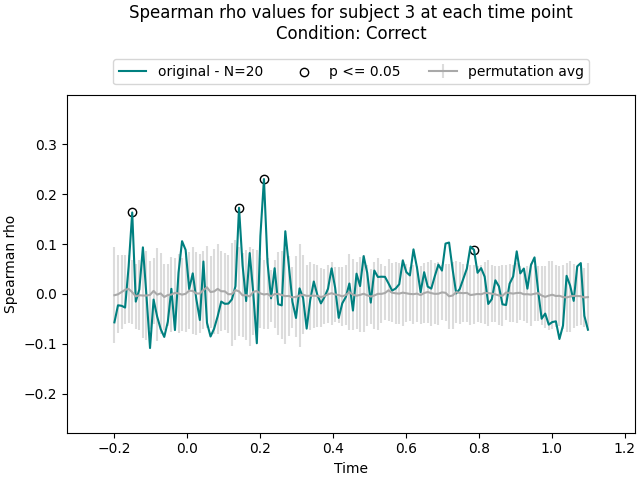 Spearman rho values for subject 3 at each time point
Condition: Correct
original - N=20
p <= 0.05
permutation avg
Spearman rho
0.3
0.2
0.1
0.0
−0.1
−0.2
−0.2
0.0
0.2
0.4
0.6
0.8
1.0
1.2
Time